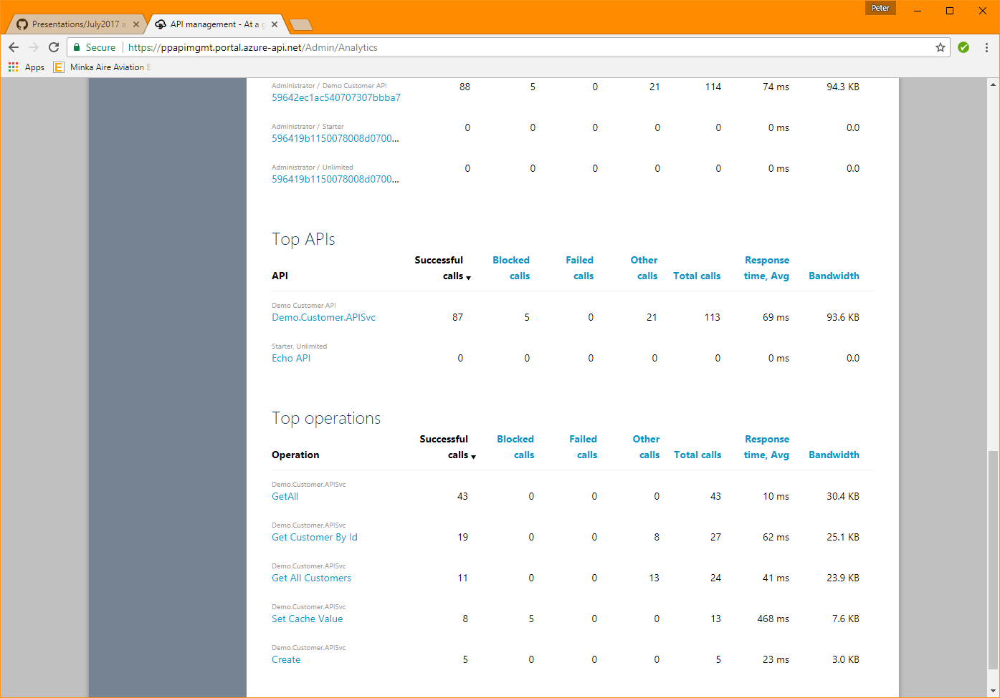 Peter
Presentations/July2017 a
API management - At a g
Secure https://ppapimgmt.portal.azure-api.net/Admin/Analytics
Apps Minka Aire Aviation
Administrator / Demo Customer API
59642ec1ac540707307bbba7 88 5 0 21 114 74 ms 94.3 KB
Administrator / Starter
596419b1150078008d0700... 0 0 0 0 0 0 ms 0.0
Administrator / Unlimited
596419b1150078008d0700... 0 0 0 0 0 0 ms 0.0
Top APIs
Successful Blocked Failed Other Response
API calls calls calls calls Total calls time, Avg Bandwidth
Demo Customer API
Demo.Customer.APISvc 87 5 0 21 113 69 ms 93.6 KB
Starter, Unlimited
Echo API 0 0 0 0 0 0 ms 0.0
Top operations
Successful Blocked Failed Other Response
Operation calls calls calls calls Total calls time, Avg Bandwidth
Demo.Customer.APISvc
GetAll 43 0 0 0 43 10 ms 30.4 KB
Demo.Customer.APISvc
Get Customer By Id 19 0 0 8 27 62 ms 25.1 KB
Demo.Customer.APISvc
Get All Customers 11 0 0 13 24 41 ms 23.9 KB
Demo.Customer.APISvc
Set Cache Value 8 5 0 0 13 468 ms 7.6 KB
Demo.Customer.APISvc
Create 5 0 0 0 5 23 ms 3.0 KB